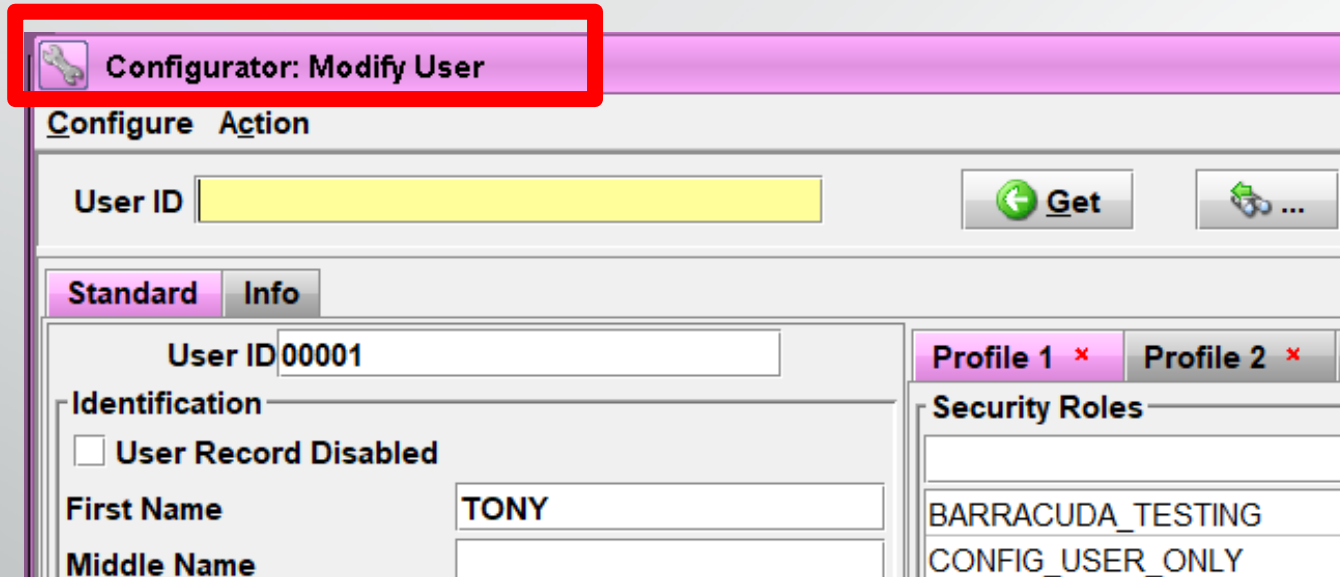 Configurator: Modify User
Configure Action
User ID Get ...
Standard Info
User ID 00001
Identification
User Record Disabled
First Name TONY
Middle Name
Profile 1 Profile 2
Security Roles
BARRACUDA_TESTING
CONFIG_USER_ONLY